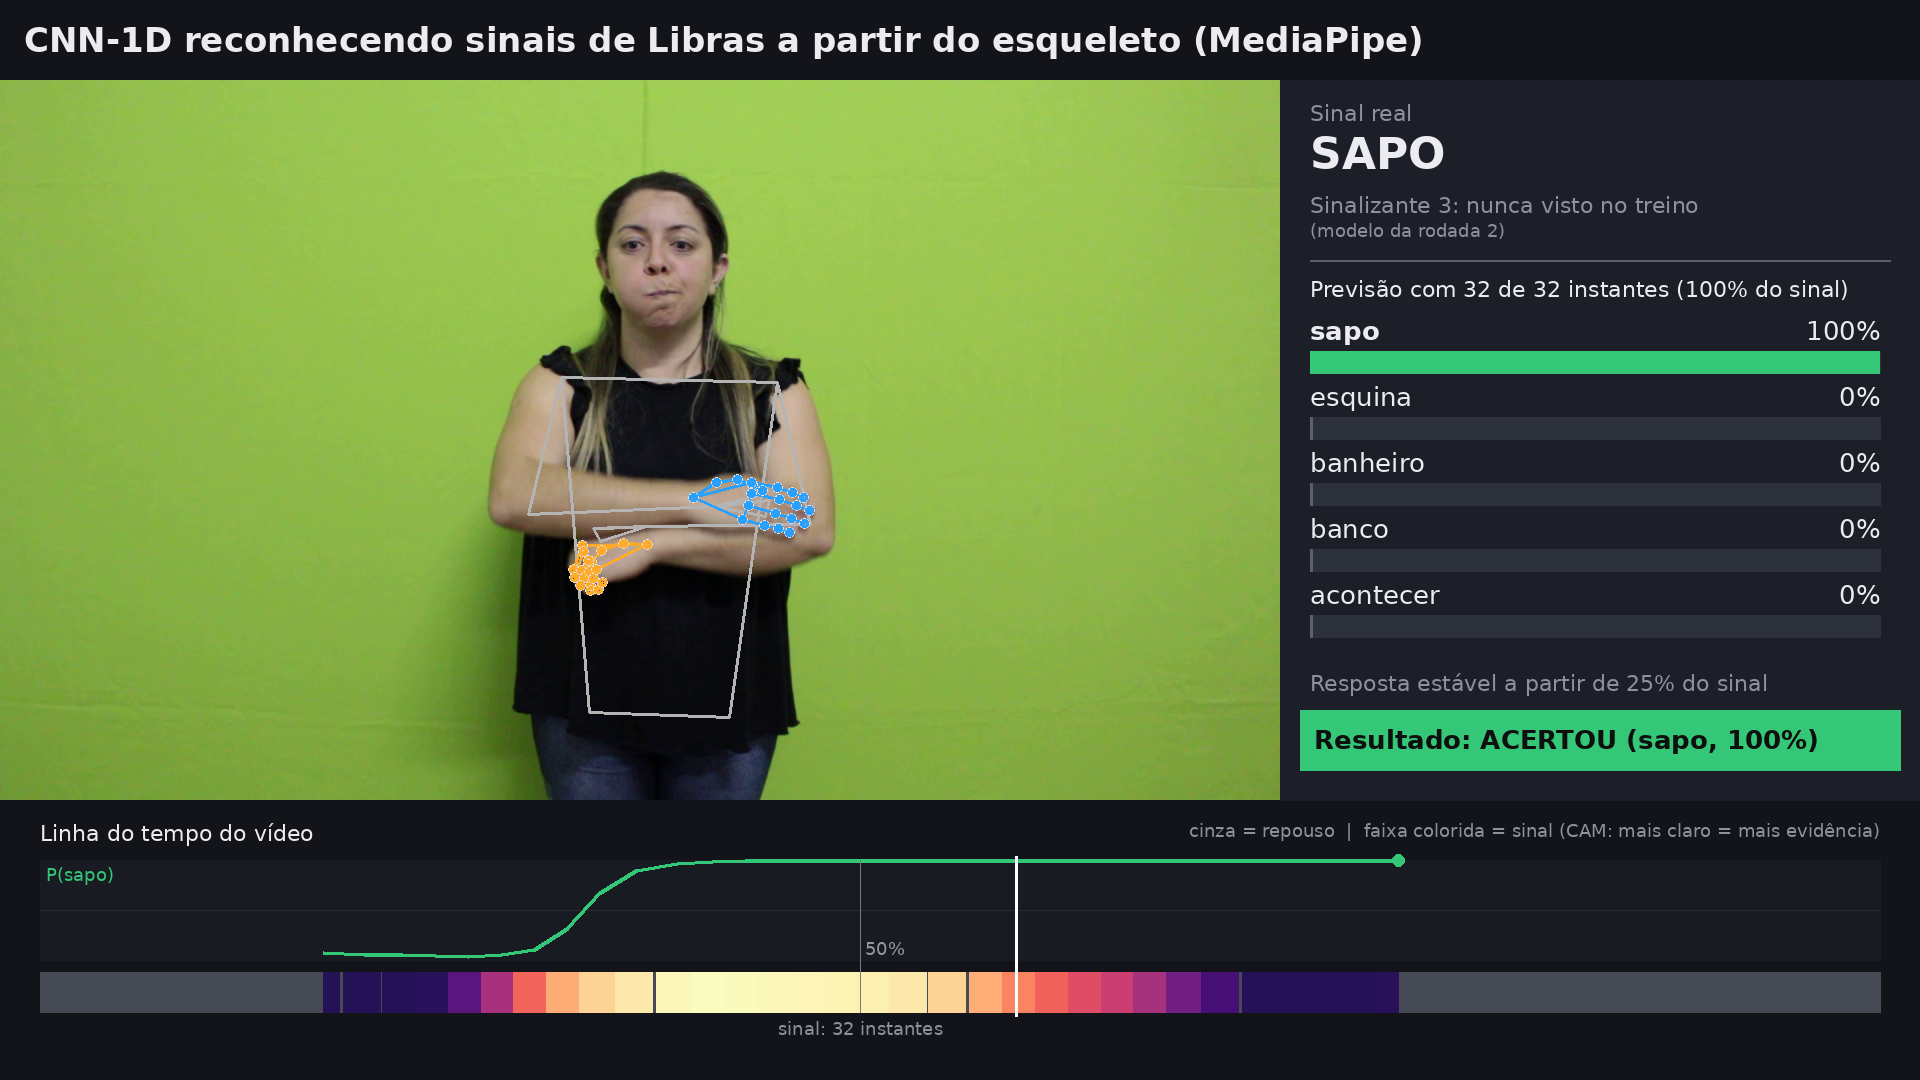 CNN-1D reconhecendo sinais de Libras a partir do esqueleto (MediaPipe)
Sinal real
SAPO
Sinalizante 3: nunca visto no treino
(modelo da rodada 2)
Previsão com 32 de 32 instantes (100% do sinal)
sapo 100%
esquina 0%
banheiro 0%
banco 0%
acontecer 0%
Resposta estável a partir de 25% do sinal
Resultado: ACERTOU (sapo, 100%)
Linha do tempo do vídeo
cinza = repouso | faixa colorida = sinal (CAM: mais claro = mais evidência)
P(sapo)
50%
sinal: 32 instantes